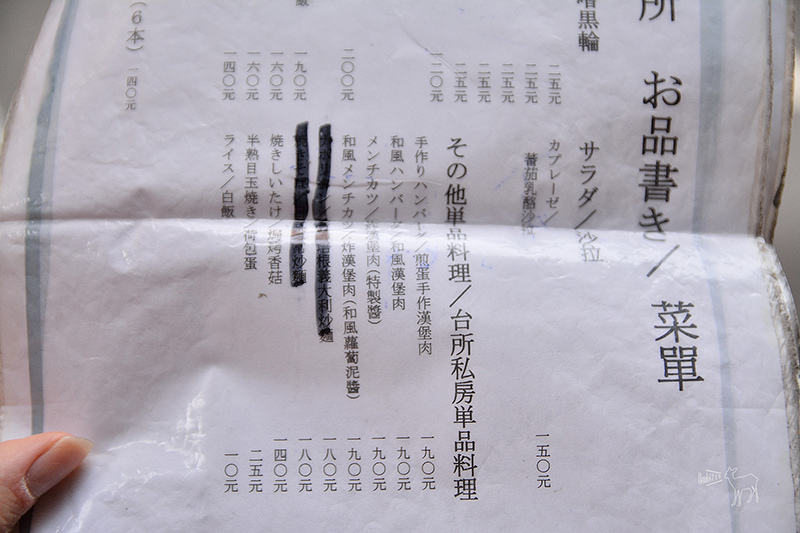 お品書き／菜單
黒輪
二五元
二五元
二五元
二五元
二五元
一二〇元
二〇〇元
飯
一九〇元
一六〇元
一六〇元
一四〇元
（6本） 一四〇元
サラダ／沙拉
カプレーゼ／
蕃茄乳酪沙拉 一五〇元
その他単品料理／台所私房単品料理
手作りハンバーグ／煎蛋手作漢堡肉 一九〇元
和風ハンバーグ／和風漢堡肉 一九〇元
メンチカツ／炸漢堡肉（特製醬） 一九〇元
和風メンチカツ／炸漢堡肉（和風蘿蔔泥醬） 一九〇元
培根義大利炒麵 一八〇元
炒麵 一八〇元
焼きしいたけ／燒烤香菇 一四〇元
半熟目玉焼き／荷包蛋 二五元
ライス／白飯 一〇元